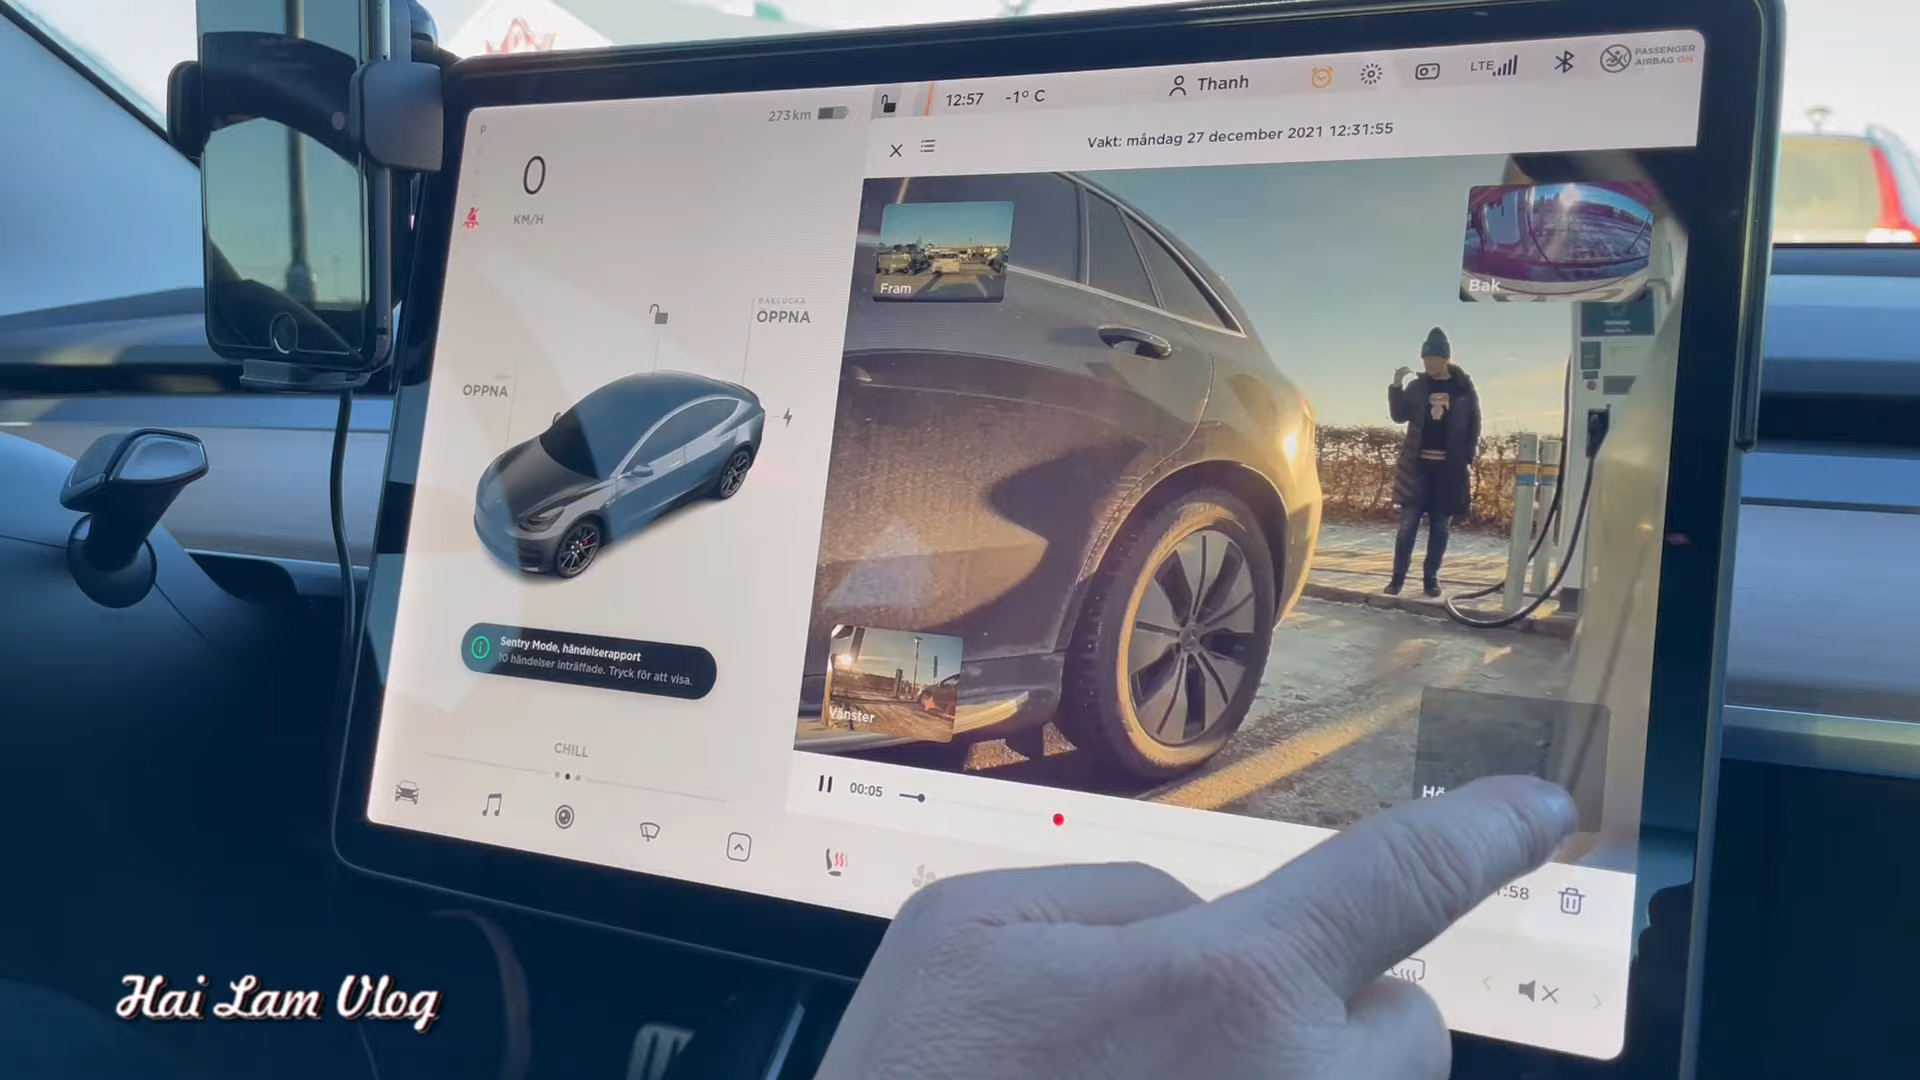 PASSENGER
AIRBAG ON
LTE
Thanh
12:57 -1° C
273 km
P
Vakt: måndag 27 december 2021 12:31:55
0
KM/H
Fram
Bak
BAKLUCKA
ÖPPNA
ÖPPNA
Sentry Mode, händelserapport
10 händelser inträffade. Tryck för att visa.
Vänster
CHILL
00:05
:58
Hai Lam Vlog